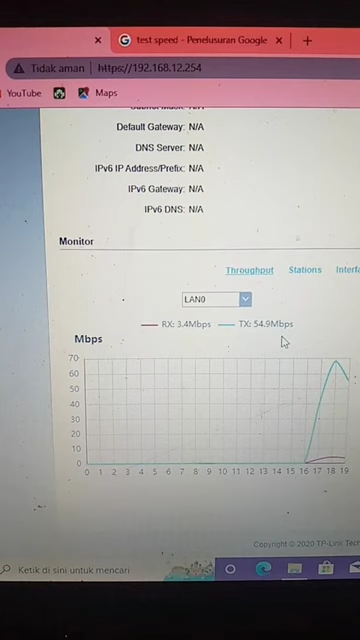 test speed - Penelusuran Google
Tidak aman | https://192.168.12.254
YouTube Maps
Subnet Mask: N/A
Default Gateway: N/A
DNS Server: N/A
IPv6 IP Address/Prefix: N/A
IPv6 Gateway: N/A
IPv6 DNS: N/A
Monitor
Throughput Stations
LAN0
RX: 3.4Mbps TX: 54.9Mbps
Mbps
70
60
50
40
30
20
10
0
0 1 2 3 4 5 6 7 8 9 10 11 12 13 14 15 16 17 18 19
Copyright © 2020 TP-Link
Ketik di sini untuk mencari